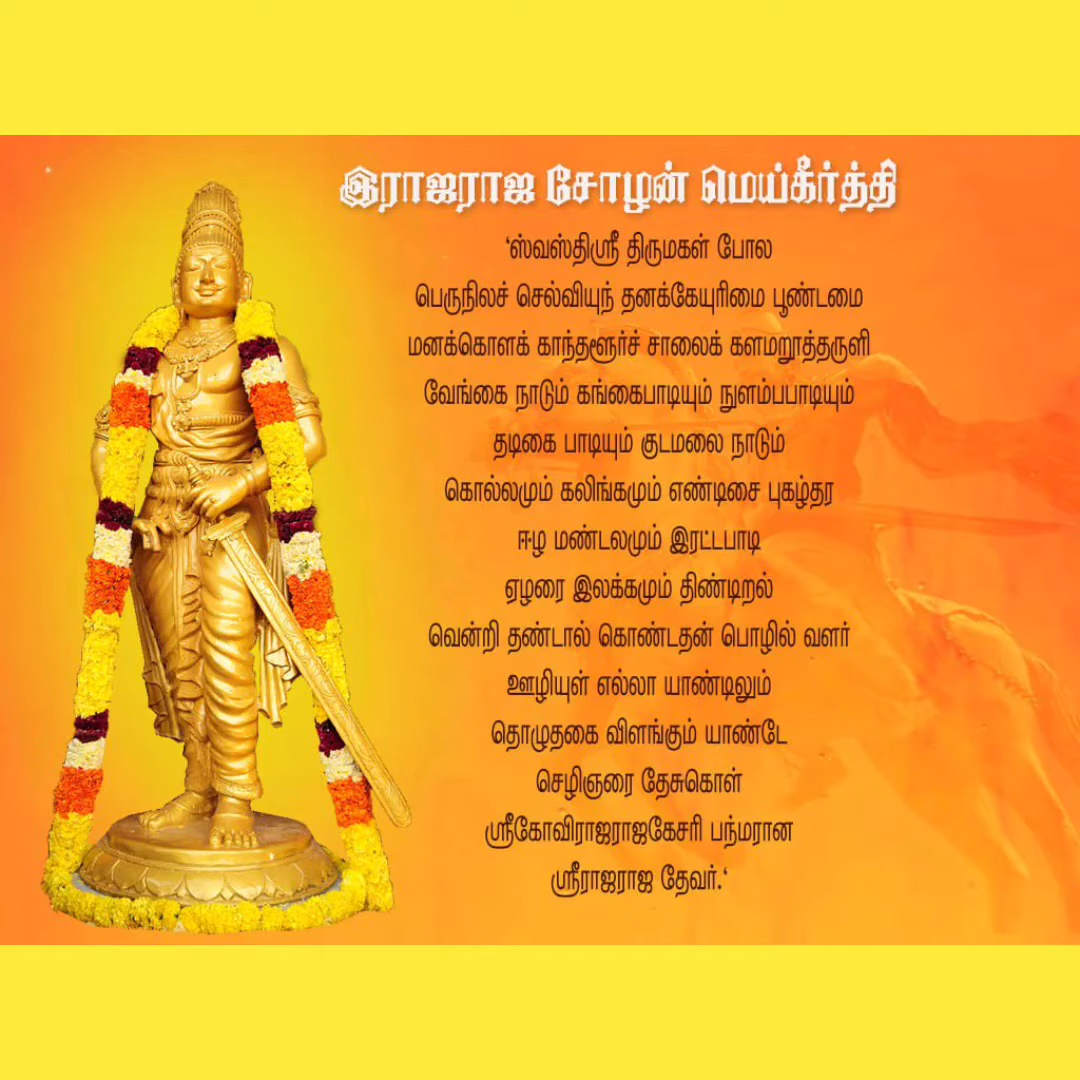 இராஜராஜ சோழன் மெய்கீர்த்தி
‘ஸ்வஸ்திஸ்ரீ திருமகள் போல
பெருநிலச் செல்வியுந் தனக்கேயுரிமை பூண்டமை
மனக்கொளக் காந்தளூர்ச் சாலைக் களமறூத்தருளி
வேங்கை நாடும் கங்கைபாடியும் நுளம்பபாடியும்
தடிகை பாடியும் குடமலை நாடும்
கொல்லமும் கலிங்கமும் எண்டிசை புகழ்தர
ஈழ மண்டலமும் இரட்டபாடி
ஏழரை இலக்கமும் திண்டிறல்
வென்றி தண்டால் கொண்டதன் பொழில் வளர்
ஊழியுள் எல்லா யாண்டிலும்
தொழுதகை விளங்கும் யாண்டே
செழிஞரை தேசுகொள்
ஸ்ரீகோவிராஜராஜகேசரி பந்மரான
ஸ்ரீராஜராஜ தேவர்.‘